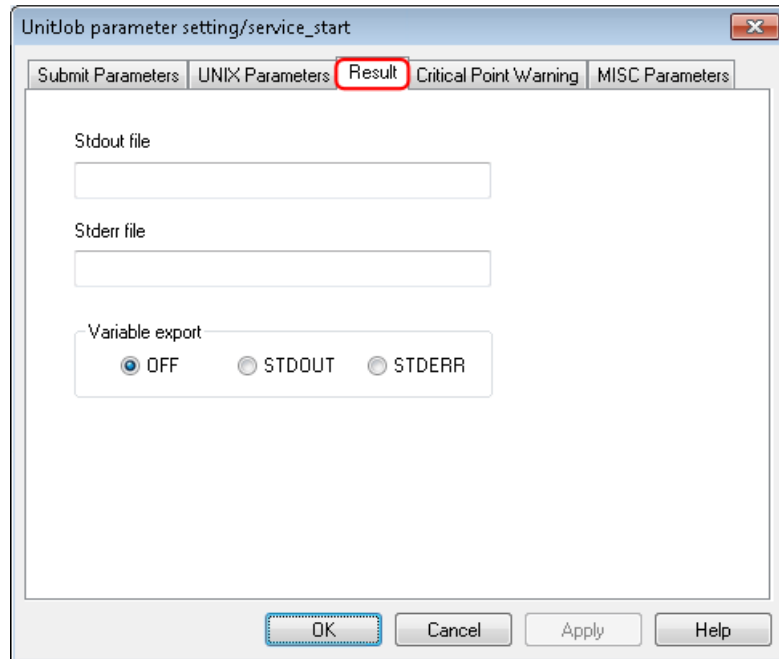 UnitJob parameter setting/service_start
Submit Parameters UNIX Parameters Result Critical Point Warning MISC Parameters
Stdout file
Stderr file
Variable export
OFF STDOUT STDERR
OK Cancel Apply Help